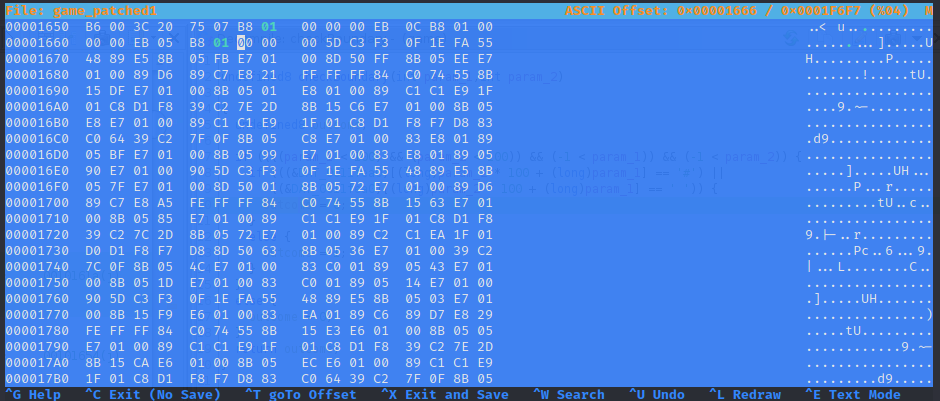 File: game_patched1 ASCII Offset: 0x00001666 / 0x0001F6F7 (%04) M
00001650 B6 00 3C 20 75 07 B8 01 00 00 00 EB 0C B8 01 00 ..< u...........
00001660 00 00 EB 05 B8 01 00 00 00 5D C3 F3 0F 1E FA 55 .........].....U
00001670 48 89 E5 8B 05 FB E7 01 00 8D 50 FF 8B 05 EE E7 H.........P.....
00001680 01 00 89 D6 89 C7 E8 21 FF FF FF 84 C0 74 55 8B .......!.....tU.
00001690 15 DF E7 01 00 8B 05 01 E8 01 00 89 C1 C1 E9 1F ................
000016A0 01 C8 D1 F8 39 C2 7E 2D 8B 15 C6 E7 01 00 8B 05 ....9.~-........
000016B0 E8 E7 01 00 89 C1 C1 E9 1F 01 C8 D1 F8 F7 D8 83 ................
000016C0 C0 64 39 C2 7F 0F 8B 05 C8 E7 01 00 83 E8 01 89 .d9.............
000016D0 05 BF E7 01 00 8B 05 99 E7 01 00 83 E8 01 89 05 ................
000016E0 90 E7 01 00 90 5D C3 F3 0F 1E FA 55 48 89 E5 8B .....].....UH...
000016F0 05 7F E7 01 00 8D 50 01 8B 05 72 E7 01 00 89 D6 ......P...r.....
00001700 89 C7 E8 A5 FE FF FF 84 C0 74 55 8B 15 63 E7 01 .........tU..c..
00001710 00 8B 05 85 E7 01 00 89 C1 C1 E9 1F 01 C8 D1 F8 ................
00001720 39 C2 7C 2D 8B 05 72 E7 01 00 89 C2 C1 EA 1F 01 9.|-..r.........
00001730 D0 D1 F8 F7 D8 8D 50 63 8B 05 36 E7 01 00 39 C2 ......Pc..6...9.
00001740 7C 0F 8B 05 4C E7 01 00 83 C0 01 89 05 43 E7 01 |...L........C..
00001750 00 8B 05 1D E7 01 00 83 C0 01 89 05 14 E7 01 00 ................
00001760 90 5D C3 F3 0F 1E FA 55 48 89 E5 8B 05 03 E7 01 .].....UH.......
00001770 00 8B 15 F9 E6 01 00 83 EA 01 89 C6 89 D7 E8 29 ...............)
00001780 FE FF FF 84 C0 74 55 8B 15 E3 E6 01 00 8B 05 05 .....tU.........
00001790 E7 01 00 89 C1 C1 E9 1F 01 C8 D1 F8 39 C2 7E 2D ............9.~-
000017A0 8B 15 CA E6 01 00 8B 05 EC E6 01 00 89 C1 C1 E9 ................
000017B0 1F 01 C8 D1 F8 F7 D8 83 C0 64 39 C2 7F 0F 8B 05 .........d9.....
^G Help ^C Exit (No Save) ^T goTo Offset ^X Exit and Save ^W Search ^U Undo ^L Redraw ^E Text Mode